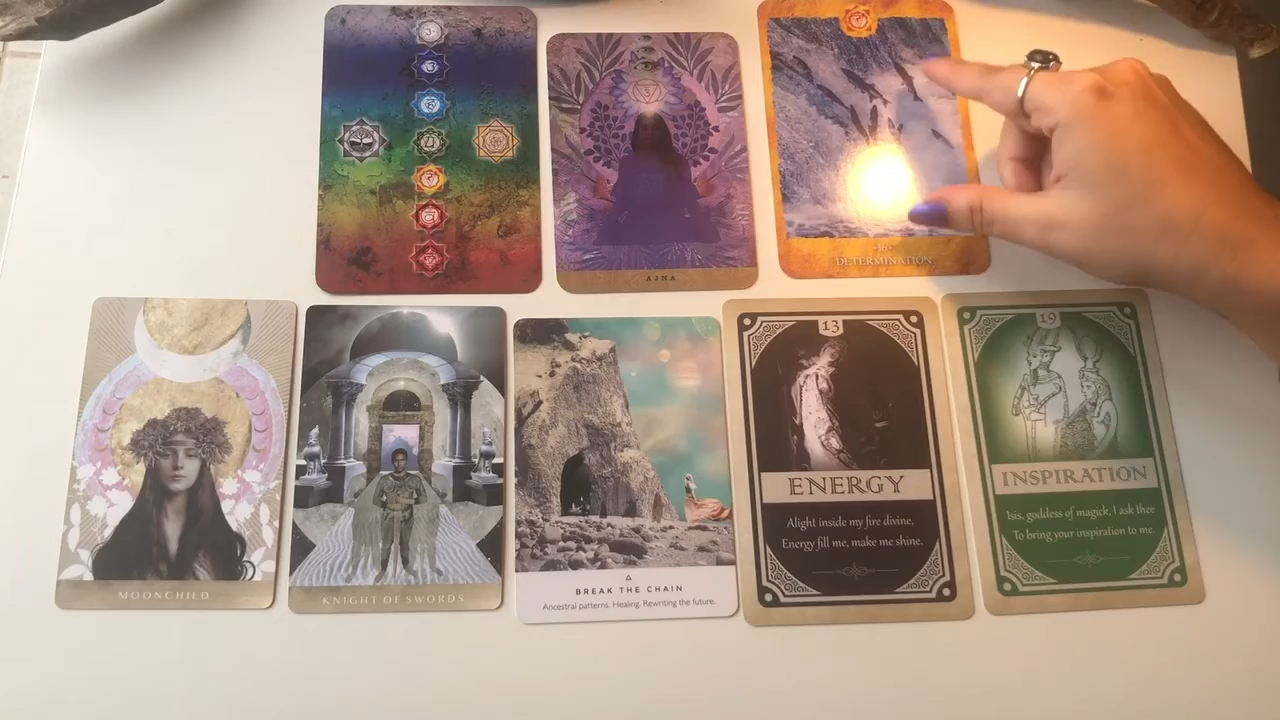 AJNA
16
DETERMINATION
MOONCHILD
KNIGHT OF SWORDS
BREAK THE CHAIN
Ancestral patterns. Healing. Rewriting the future.
13
ENERGY
Alight inside my fire divine,
Energy fill me, make me shine.
19
INSPIRATION
Isis, goddess of magick, I ask thee
To bring your inspiration to me.